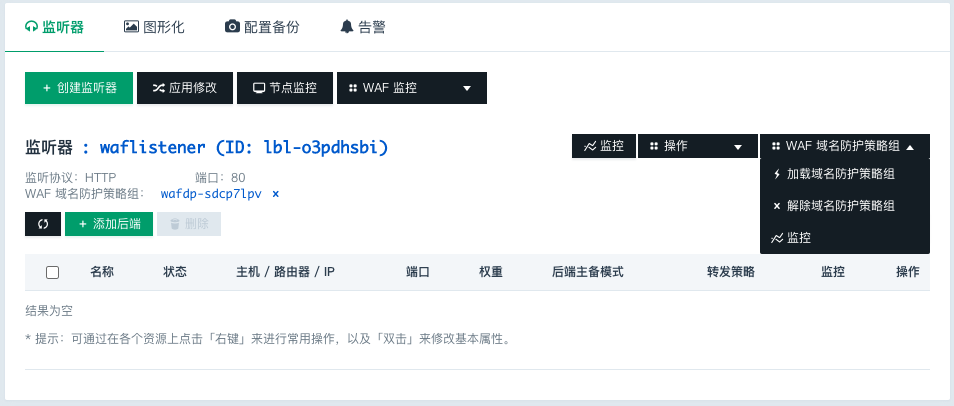 监听器 图形化 配置备份 告警
+ 创建监听器 应用修改 节点监控 WAF 监控
监听器 : waflistener (ID: lbl-o3pdhsbi) 监控 操作 WAF 域名防护策略组
加载域名防护策略组
解除域名防护策略组
监控
监听协议：HTTP 端口：80
WAF 域名防护策略组： wafdp-sdcp7lpv ×
+ 添加后端 删除
名称 状态 主机 / 路由器 / IP 端口 权重 后端主备模式 转发策略 监控 操作
结果为空
* 提示：可通过在各个资源上点击「右键」来进行常用操作，以及「双击」来修改基本属性。